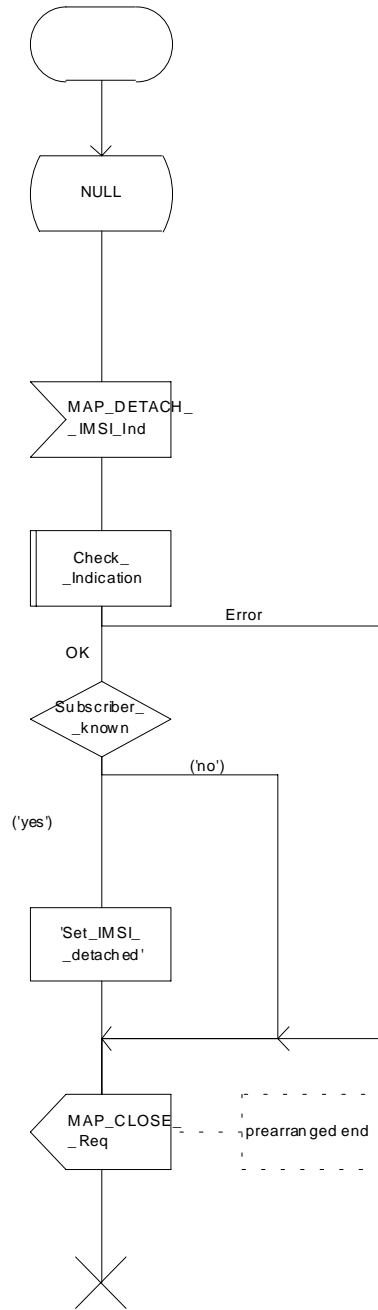 NULL
MAP_DETACH_
_IMSI_Ind
Check_
_Indication
Error
OK
Subscriber_
_known
('no')
('yes')
'Set_IMSI_
_detached'
MAP_CLOSE_
_Req
prearranged end